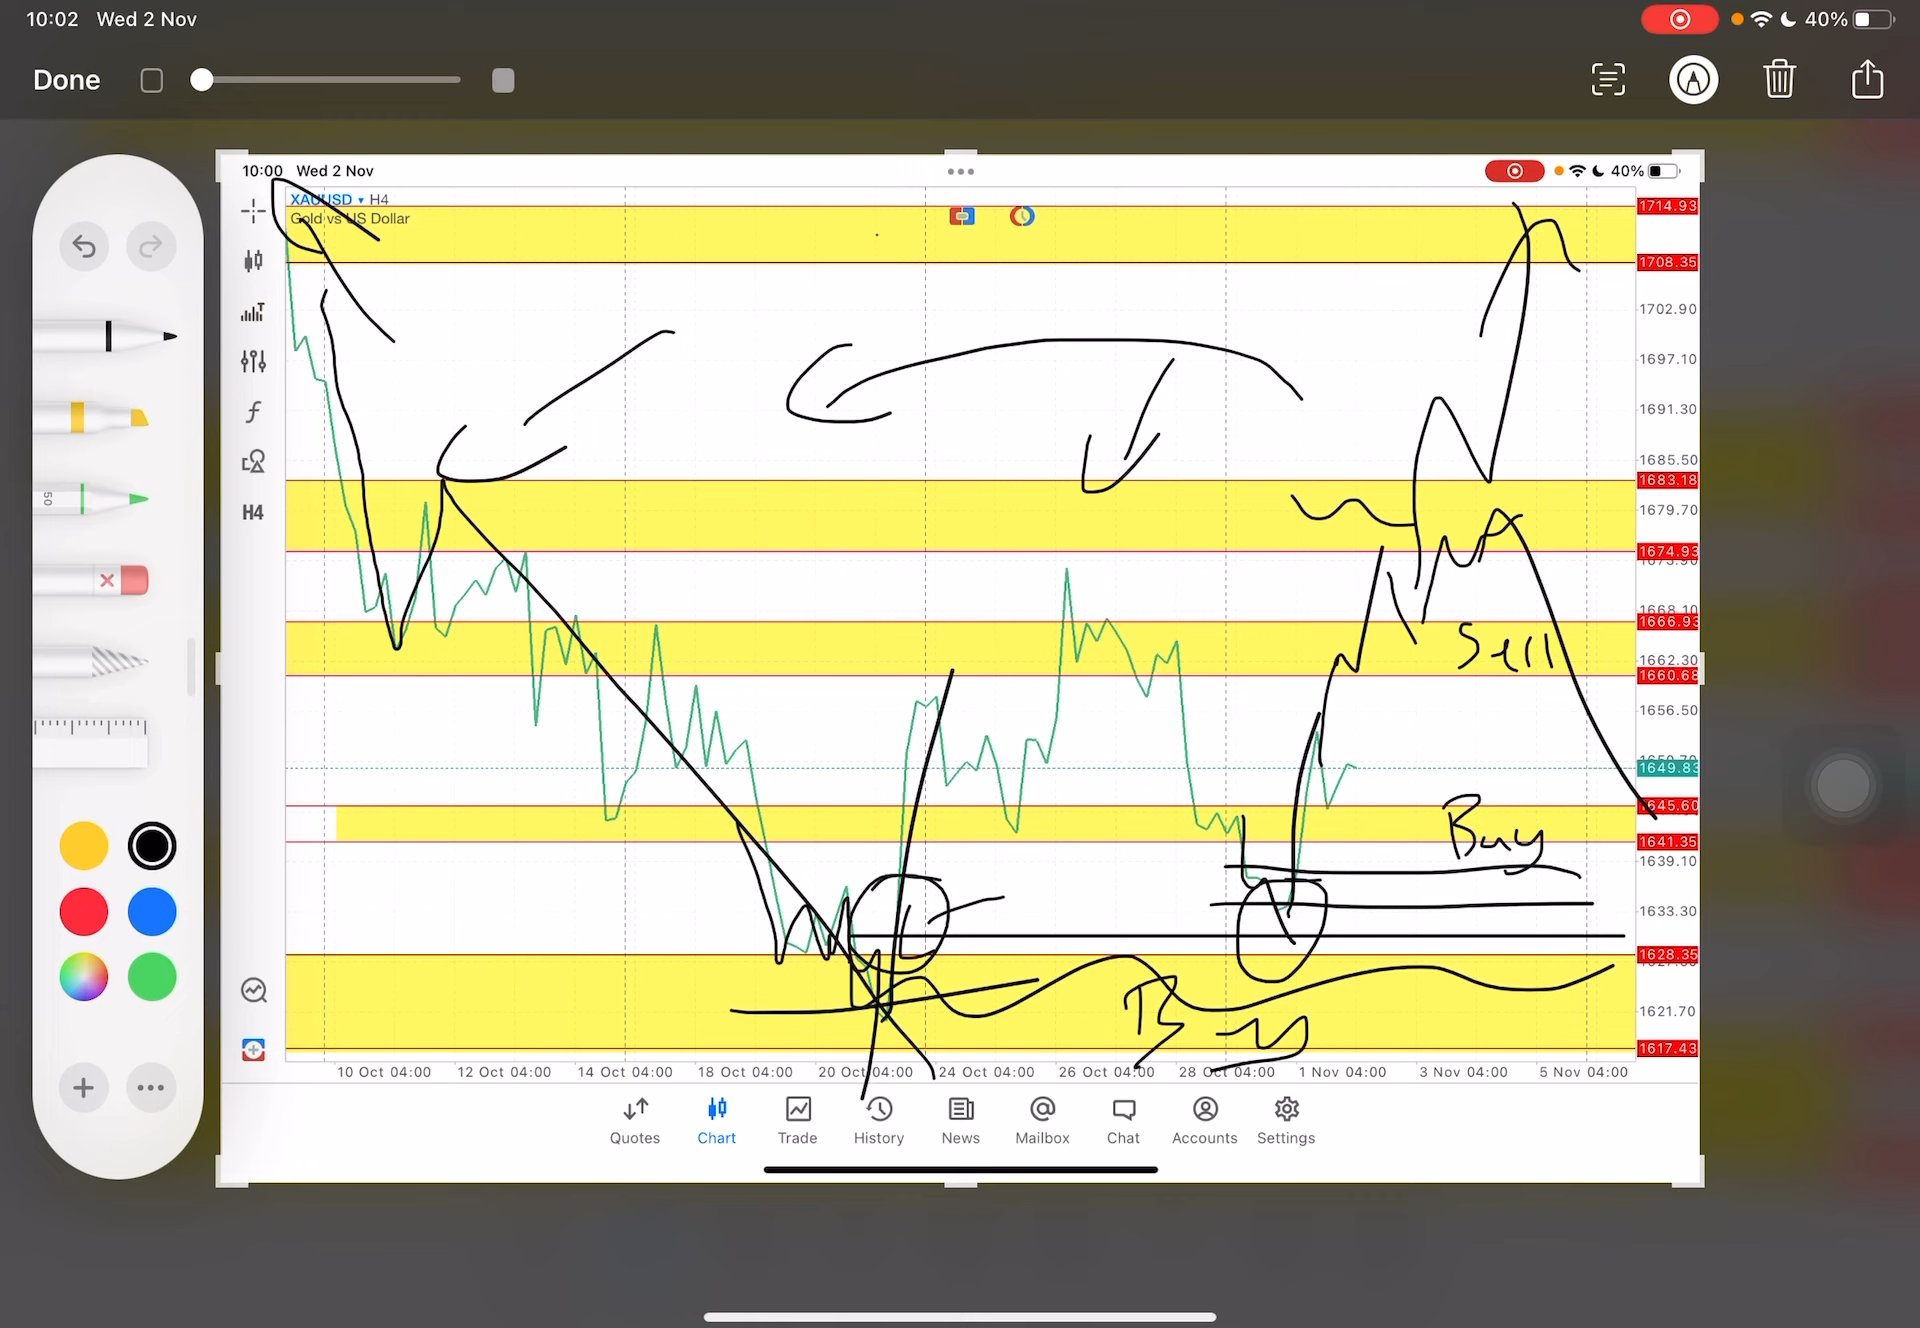 10:02 Wed 2 Nov 40%
Done
50
10:00 Wed 2 Nov 40%
XAUUSD ▾ H4
Gold vs US Dollar
H4
1714.93
1708.35
1702.90
1697.10
1691.30
1685.50
1683.18
1679.70
1674.93
1673.90
1668.10
1666.93
1662.30
1660.68
1656.50
1650.70
1649.83
1645.60
1641.35
1639.10
1633.30
1628.35
1621.70
1617.43
Sell
Buy
10 Oct 04:00 12 Oct 04:00 14 Oct 04:00 18 Oct 04:00 20 Oct 04:00 24 Oct 04:00 26 Oct 04:00 28 Oct 04:00 1 Nov 04:00 3 Nov 04:00 5 Nov 04:00
Quotes Chart Trade History News Mailbox Chat Accounts Settings